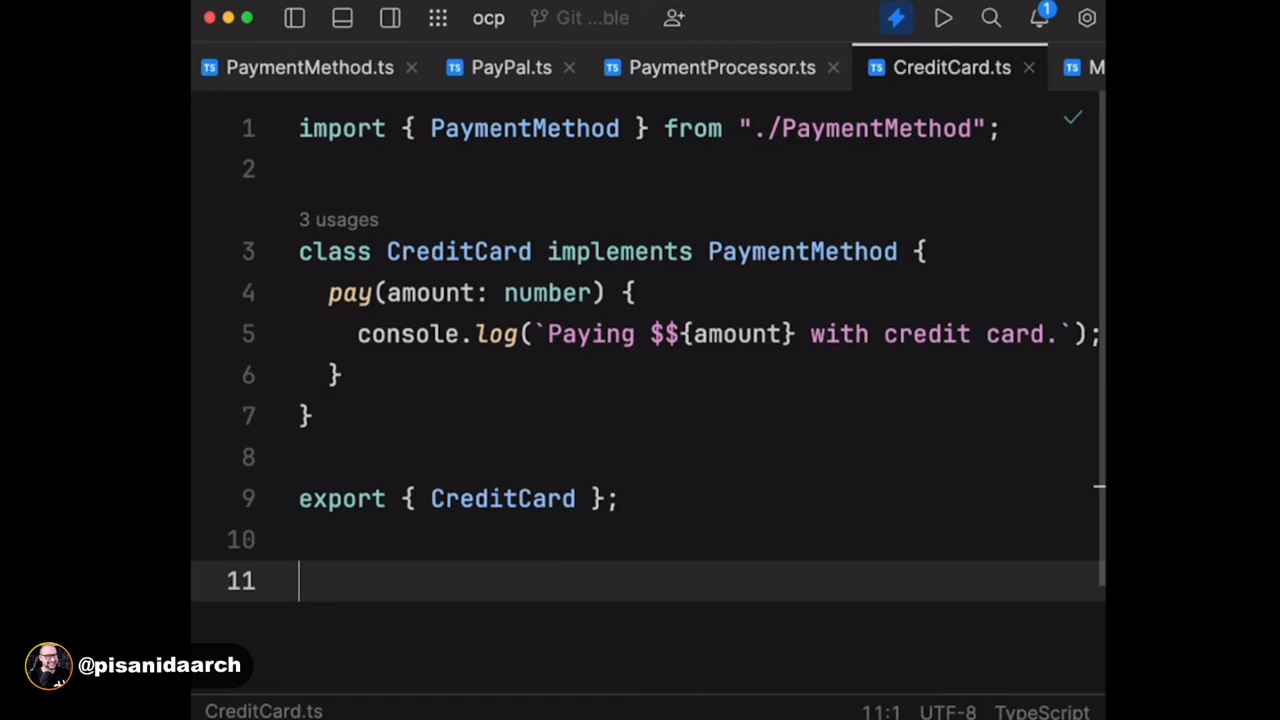 ocp Git ...ble 1
PaymentMethod.ts PayPal.ts PaymentProcessor.ts CreditCard.ts M
1 import { PaymentMethod } from "./PaymentMethod";
2
3 usages
3 class CreditCard implements PaymentMethod {
4 pay(amount: number) {
5 console.log(`Paying $${amount} with credit card.`);
6 }
7 }
8
9 export { CreditCard };
10
11
@pisanidaarch
CreditCard.ts 11:1 UTF-8 TypeScript